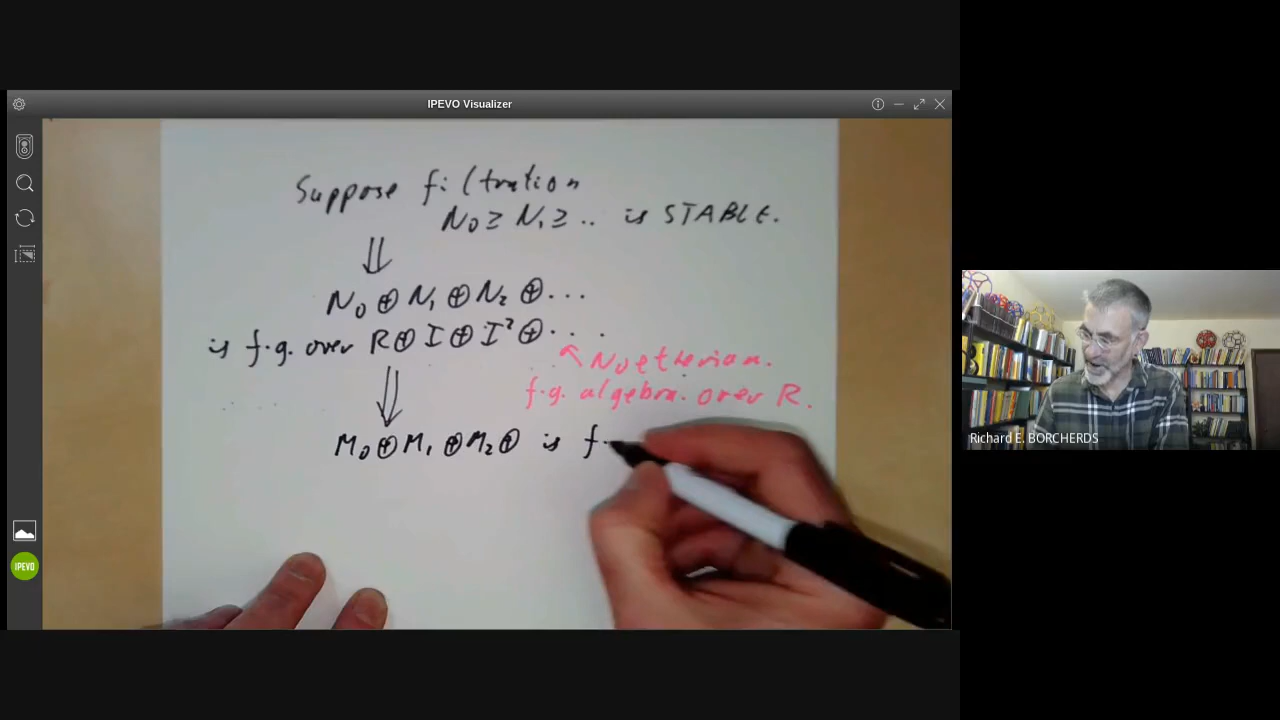 IPEVO Visualizer
Suppose filtration
N₀ ≥ N₁ ≥ .. is STABLE.
⇓
N₀ ⊕ N₁ ⊕ N₂ ⊕ ...
is f.g. over R ⊕ I ⊕ I² ⊕ ...
↖ Noetherian.
f.g. algebra. over R.
⇓
M₀ ⊕ M₁ ⊕ M₂ ⊕ is f.
Richard E. BORCHERDS
IPEVO